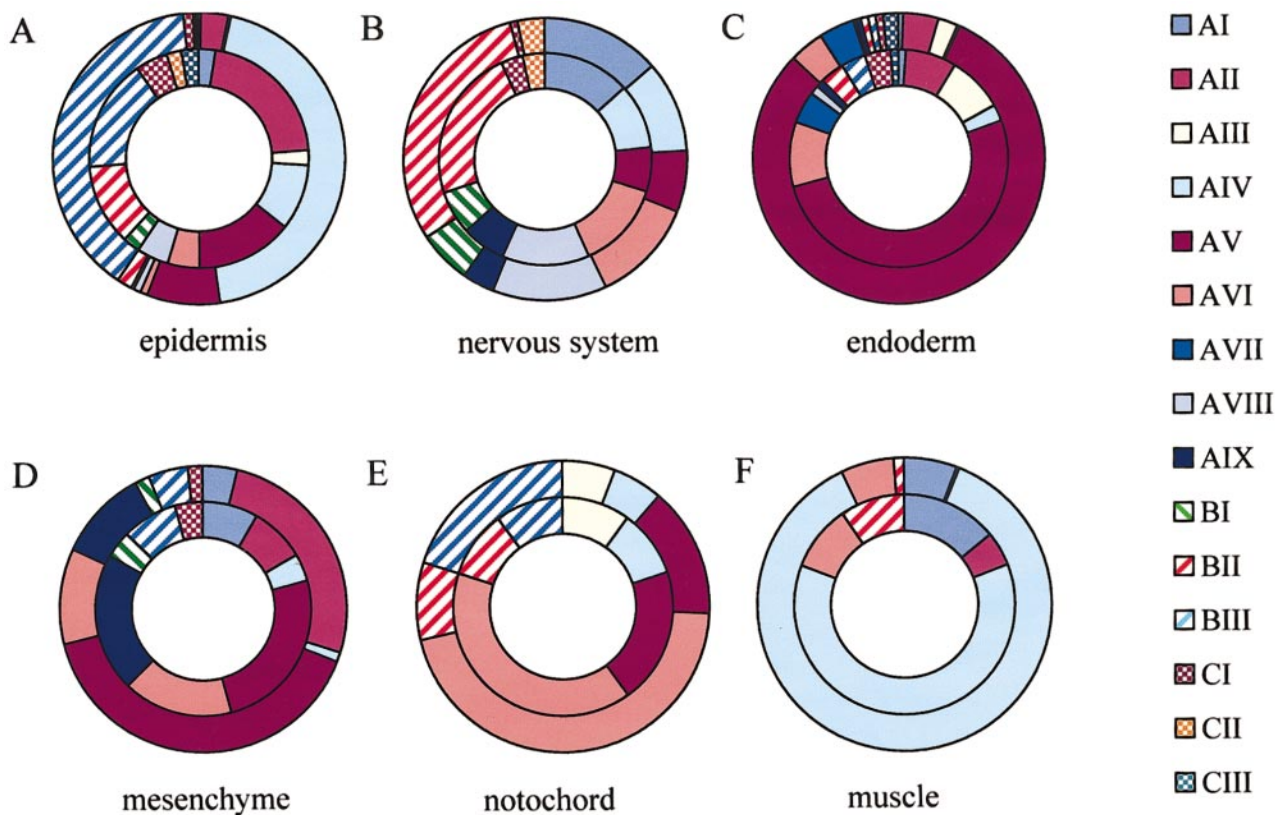 A
B
C
epidermis
nervous system
endoderm
D
E
F
mesenchyme
notochord
muscle
AI
AII
AIII
AIV
AV
AVI
AVII
AVIII
AIX
BI
BII
BIII
CI
CII
CIII